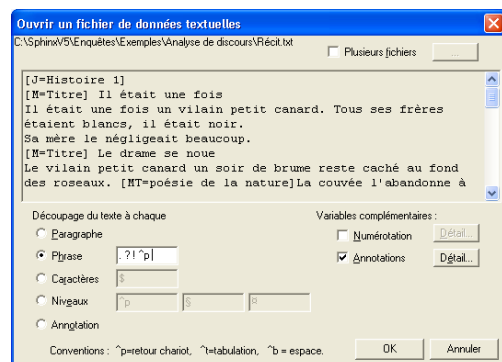 Ouvrir un fichier de données textuelles
C:\SphinxV5\Enquêtes\Exemples\Analyse de discours\Récit.txt
Plusieurs fichiers
...
[J=Histoire 1]
[M=Titre] Il était une fois
Il était une fois un vilain petit canard. Tous ses frères
étaient blancs, il était noir.
Sa mère le négligeait beaucoup.
[M=Titre] Le drame se noue
Le vilain petit canard un soir de brume reste caché au fond
des roseaux. [MT=poésie de la nature]La couvée l'abandonne à
Découpage du texte à chaque
Variables complémentaires :
Paragraphe
Numérotation Détail...
Phrase .?!^p
Annotations Détail...
Caractères $
Niveaux ^p § ¤
Annotation
Conventions : ^p=retour chariot, ^t=tabulation, ^b = espace.
OK Annuler